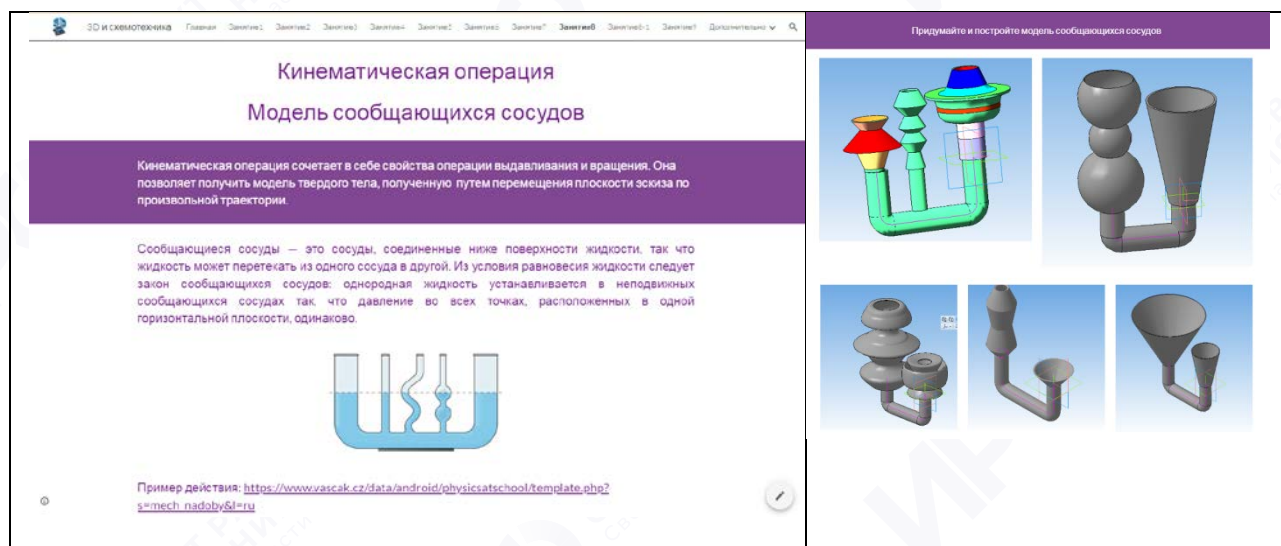 3D и схемотехника
Главная Занятие1 Занятие2 Занятие3 Занятие4 Занятие5 Занятие6 Занятие7 Занятие8 Занятие8-1 Занятие9 Дополнительно
Кинематическая операция
Модель сообщающихся сосудов
Кинематическая операция сочетает в себе свойства операции выдавливания и вращения. Она
позволяет получить модель твердого тела, полученную путем перемещения плоскости эскиза по
произвольной траектории.
Сообщающиеся сосуды — это сосуды, соединенные ниже поверхности жидкости, так что
жидкость может перетекать из одного сосуда в другой. Из условия равновесия жидкости следует
закон сообщающихся сосудов: однородная жидкость устанавливается в неподвижных
сообщающихся сосудах так, что давление во всех точках, расположенных в одной
горизонтальной плоскости, одинаково.
Пример действия: https://www.vascak.cz/data/android/physicsatschool/template.php?
s=mech_nadoby&l=ru
Придумайте и постройте модель сообщающихся сосудов